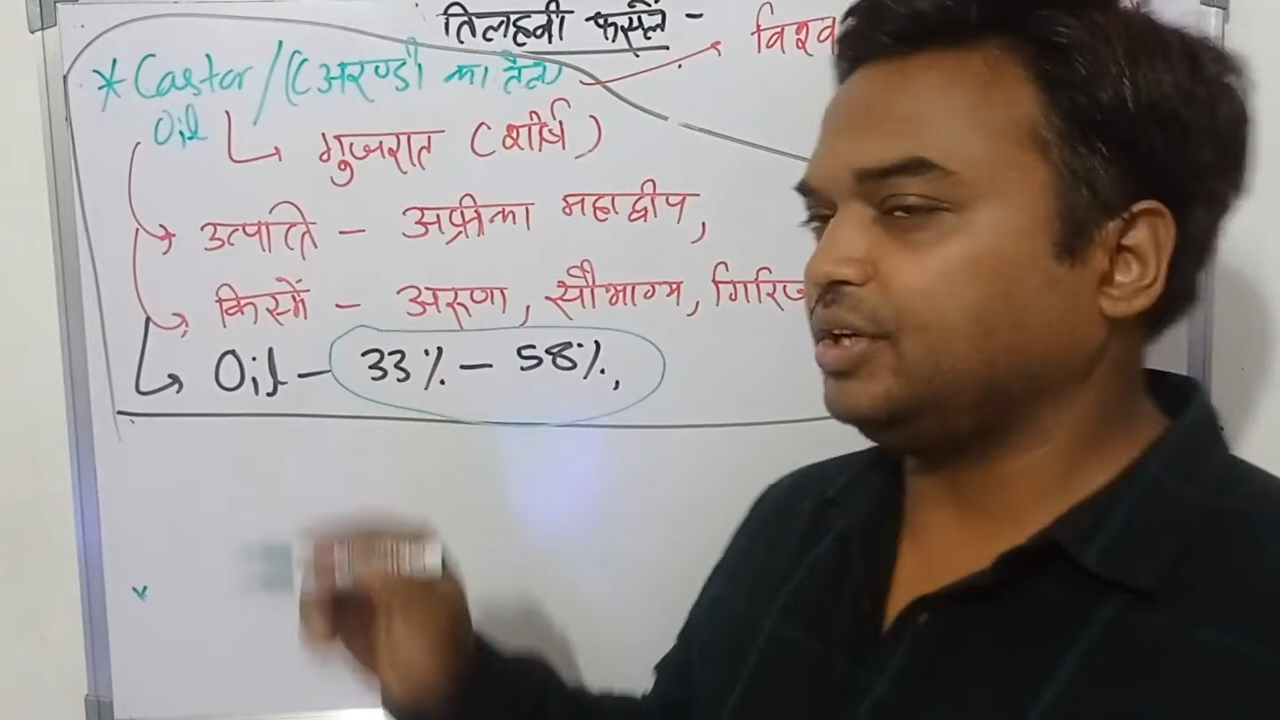 तिलहनी फसलें -
विश्व
* Castor / (अरण्डी का तेल
Oil
गुजरात (शीर्ष)
उत्पत्ति - अफ्रीका महाद्वीप,
किस्में - अरूणा, सौभाग्य, गिरिज
Oil - 33% - 58%,
*